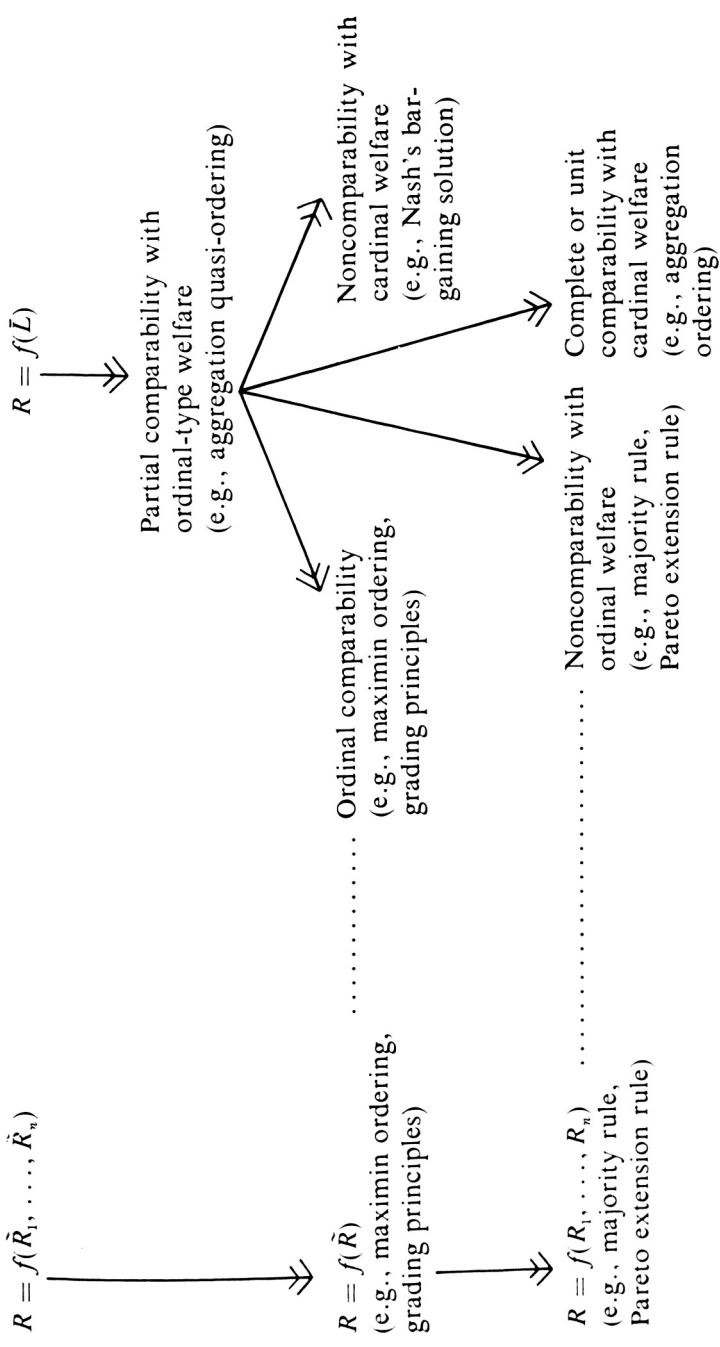 R = f(R̃₁, . . . , R̃ₙ)
R = f(L̄)
Partial comparability with
ordinal-type welfare
(e.g., aggregation quasi-ordering)
R = f(R̃)
(e.g., maximin ordering,
grading principles)
Ordinal comparability
(e.g., maximin ordering,
grading principles)
Noncomparability with
cardinal welfare
(e.g., Nash's bar-
gaining solution)
R = f(R₁, . . . , Rₙ)
(e.g., majority rule,
Pareto extension rule)
Noncomparability with
ordinal welfare
(e.g., majority rule,
Pareto extension rule)
Complete or unit
comparability with
cardinal welfare
(e.g., aggregation
ordering)